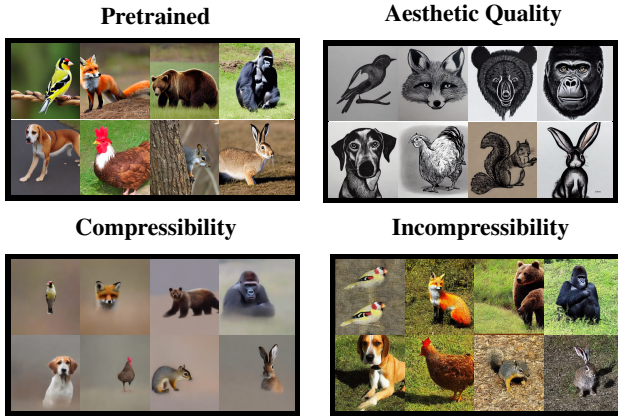 Pretrained
Aesthetic Quality
Compressibility
Incompressibility